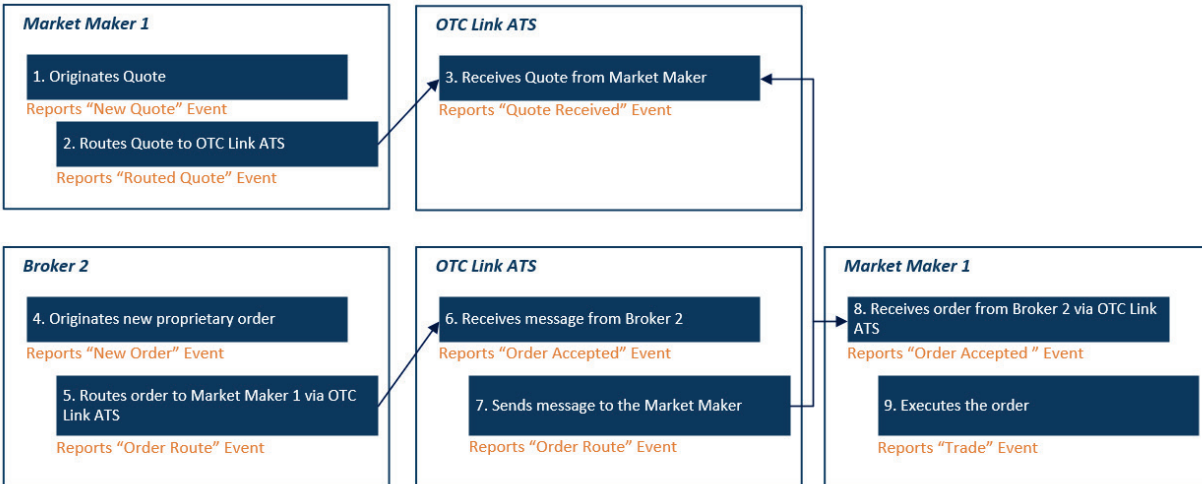 Market Maker 1
1. Originates Quote
Reports “New Quote” Event
2. Routes Quote to OTC Link ATS
Reports “Routed Quote” Event
OTC Link ATS
3. Receives Quote from Market Maker
Reports “Quote Received” Event
Broker 2
4. Originates new proprietary order
Reports “New Order” Event
5. Routes order to Market Maker 1 via OTC
Link ATS
Reports “Order Route” Event
OTC Link ATS
6. Receives message from Broker 2
Reports “Order Accepted” Event
7. Sends message to the Market Maker
Reports “Order Route” Event
Market Maker 1
8. Receives order from Broker 2 via OTC Link
ATS
Reports “Order Accepted ” Event
9. Executes the order
Reports “Trade” Event